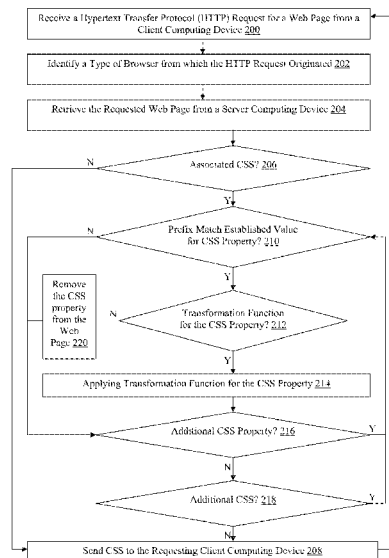 Receive a Hypertext Transfer Protocol (HTTP) Request for a Web Page from a
Client Computing Device 200
Identify a Type of Browser from which the HTTP Request Originated 202
Retrieve the Requested Web Page from a Server Computing Device 204
N
Associated CSS? 206
Y
N
Prefix Match Established Value
for CSS Property? 210
Y
Remove
the CSS
property
from the
Web
Page 220
N
Transformation Function
for the CSS Property? 212
Y
Applying Transformation Function for the CSS Property 214
Additional CSS Property? 216
Y
N
Additional CSS? 218
Y
N
Send CSS to the Requesting Client Computing Device 208